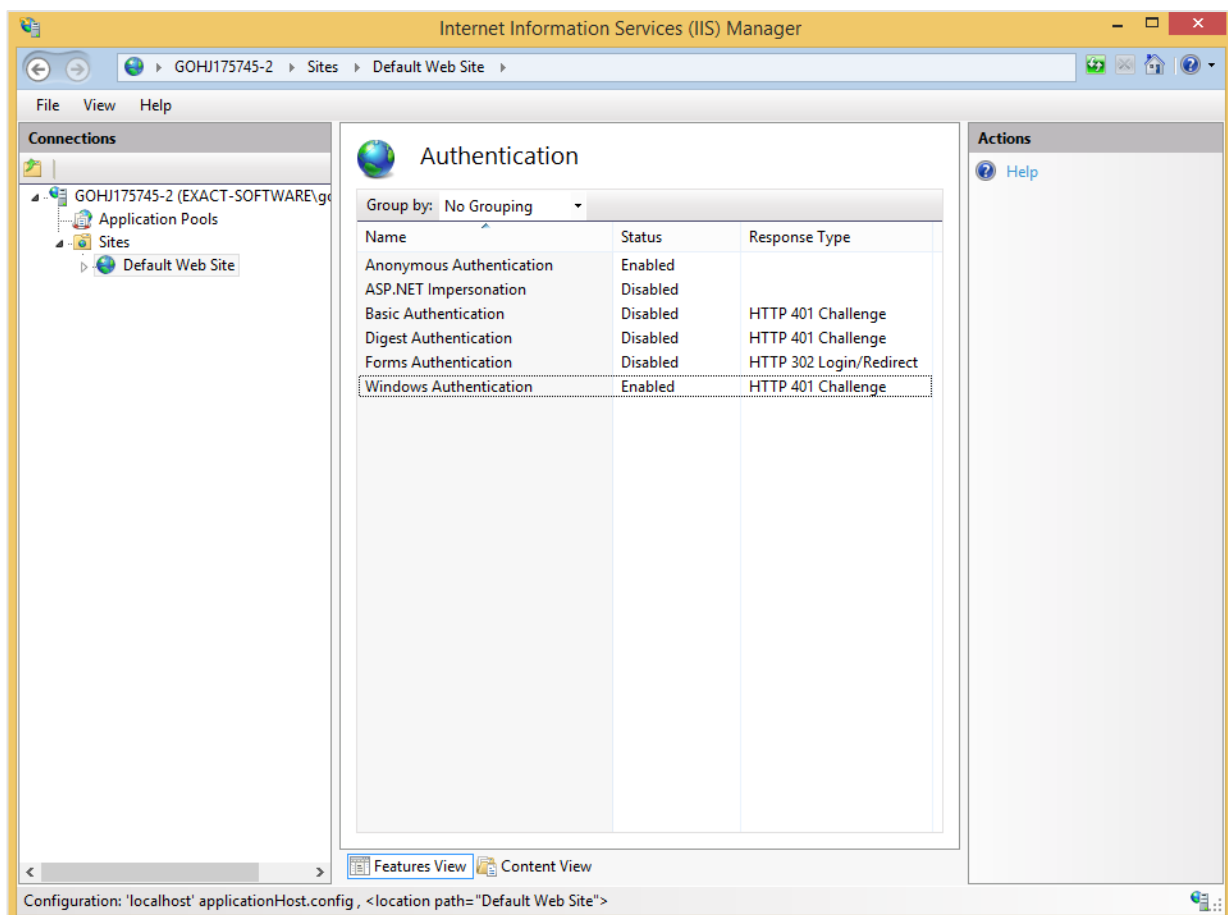 Internet Information Services (IIS) Manager
GOHJ175745-2 Sites Default Web Site
File View Help
Connections
GOHJ175745-2 (EXACT-SOFTWARE\g
Application Pools
Sites
Default Web Site
Authentication
Group by: No Grouping
Name Status Response Type
Anonymous Authentication Enabled
ASP.NET Impersonation Disabled
Basic Authentication Disabled HTTP 401 Challenge
Digest Authentication Disabled HTTP 401 Challenge
Forms Authentication Disabled HTTP 302 Login/Redirect
Windows Authentication Enabled HTTP 401 Challenge
Actions
Help
Features View Content View
Configuration: 'localhost' applicationHost.config , <location path="Default Web Site">